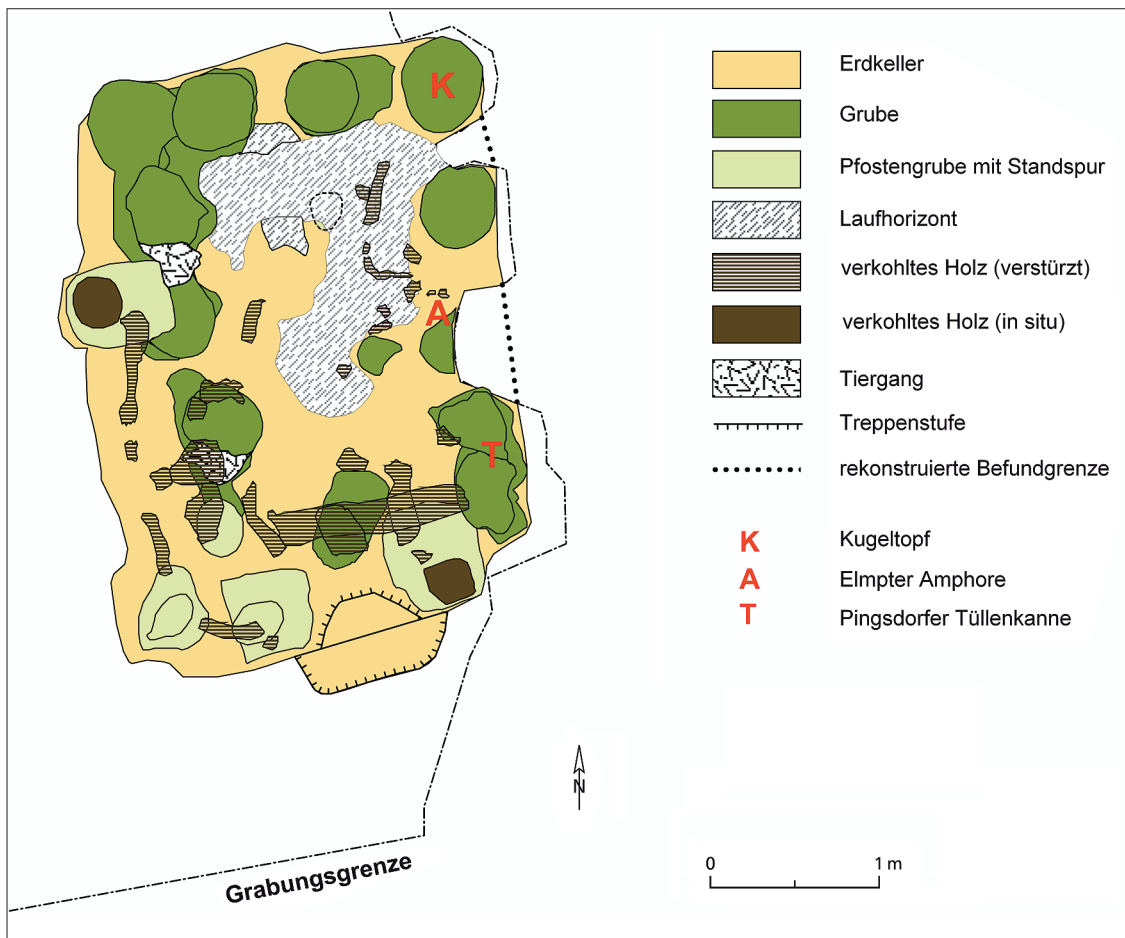 K
A
T
Grabungsgrenze
N
Erdkeller
Grube
Pfostengrube mit Standspur
Laufhorizont
verkohltes Holz (verstürzt)
verkohltes Holz (in situ)
Tiergang
Treppenstufe
rekonstruierte Befundgrenze
K Kugeltopf
A Elmpter Amphore
T Pingsdorfer Tüllenkanne
0 1 m